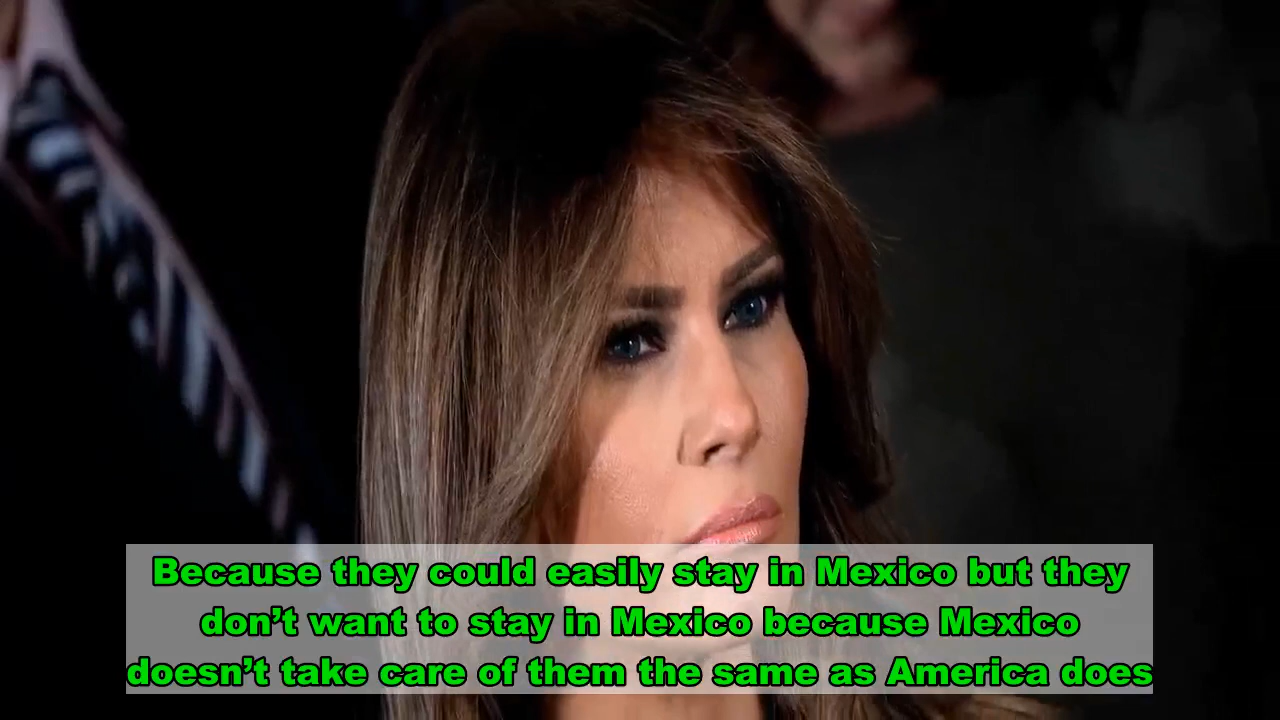 Because they could easily stay in Mexico but they
don’t want to stay in Mexico because Mexico
doesn’t take care of them the same as America does